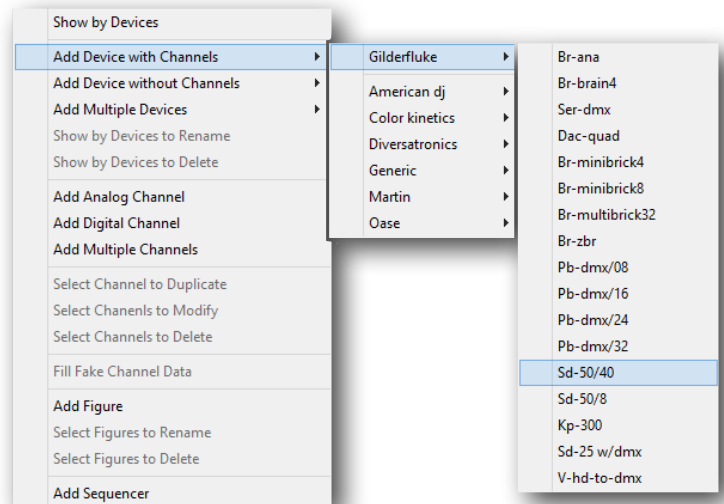 Show by Devices
Add Device with Channels
Add Device without Channels
Add Multiple Devices
Show by Devices to Rename
Show by Devices to Delete
Add Analog Channel
Add Digital Channel
Add Multiple Channels
Select Channel to Duplicate
Select Chanenls to Modify
Select Channels to Delete
Fill Fake Channel Data
Add Figure
Select Figures to Rename
Select Figures to Delete
Add Sequencer
Gilderfluke
American dj
Color kinetics
Diversatronics
Generic
Martin
Oase
Br-ana
Br-brain4
Ser-dmx
Dac-quad
Br-minibrick4
Br-minibrick8
Br-multibrick32
Br-zbr
Pb-dmx/08
Pb-dmx/16
Pb-dmx/24
Pb-dmx/32
Sd-50/40
Sd-50/8
Kp-300
Sd-25 w/dmx
V-hd-to-dmx